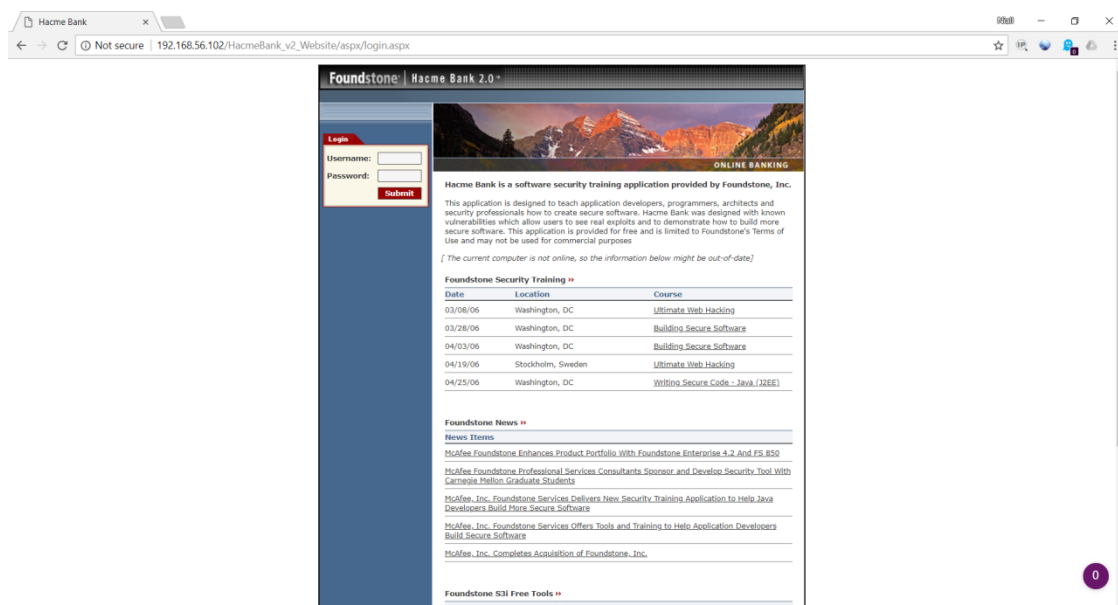 Hacme Bank
Niall
Not secure | 192.168.56.102/HacmeBank_v2_Website/aspx/login.aspx
Foundstone | Hacme Bank 2.0
Login
Username:
Password:
Submit
ONLINE BANKING
Hacme Bank is a software security training application provided by Foundstone, Inc.
This application is designed to teach application developers, programmers, architects and
security professionals how to create secure software. Hacme Bank was designed with known
vulnerabilities which allow users to see real exploits and to demonstrate how to build more
secure software. This application is provided for free and is limited to Foundstone's Terms of
Use and may not be used for commercial purposes
[ The current computer is not online, so the information below might be out-of-date]
Foundstone Security Training »
Date Location Course
03/08/06 Washington, DC Ultimate Web Hacking
03/28/06 Washington, DC Building Secure Software
04/03/06 Washington, DC Building Secure Software
04/19/06 Stockholm, Sweden Ultimate Web Hacking
04/25/06 Washington, DC Writing Secure Code - Java (J2EE)
Foundstone News »
News Items
McAfee Foundstone Enhances Product Portfolio With Foundstone Enterprise 4.2 And FS 850
McAfee Foundstone Professional Services Consultants Sponsor and Develop Security Tool With
Carnegie Mellon Graduate Students
McAfee, Inc. Foundstone Services Delivers New Security Training Application to Help Java
Developers Build More Secure Software
McAfee, Inc. Foundstone Services Offers Tools and Training to Help Application Developers
Build Secure Software
McAfee, Inc. Completes Acquisition of Foundstone, Inc.
0
Foundstone S3i Free Tools »